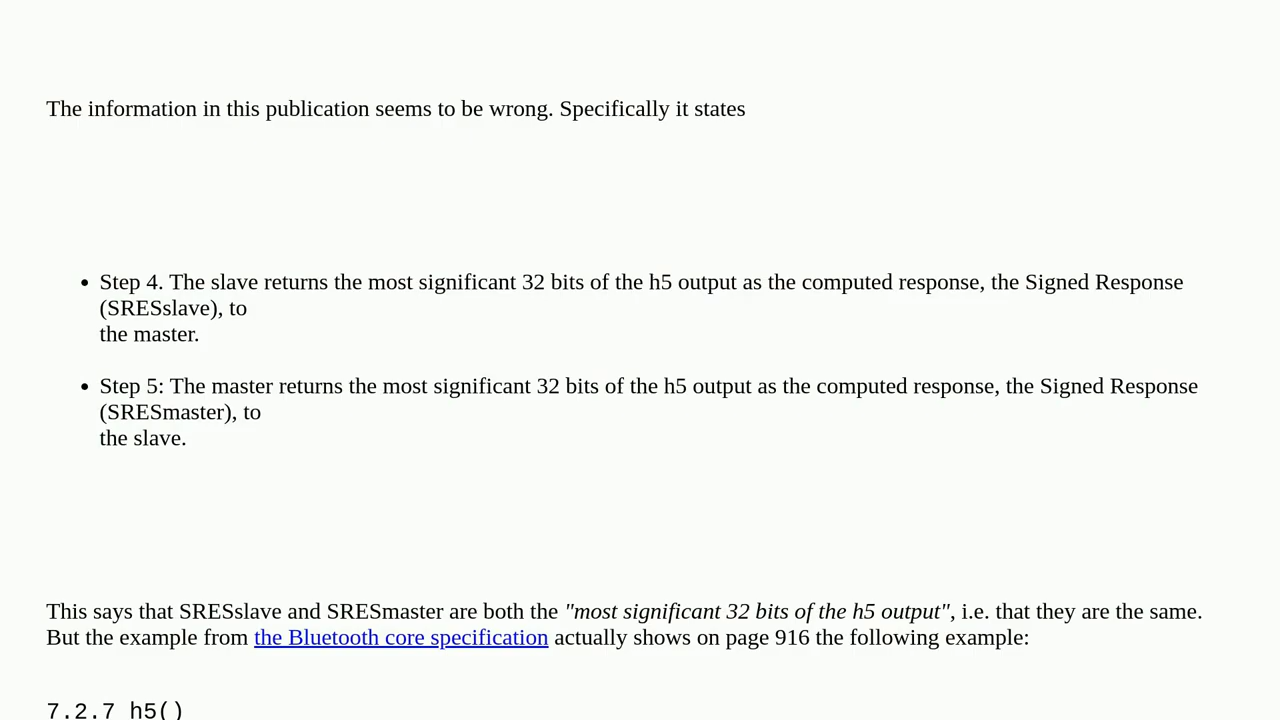 The information in this publication seems to be wrong. Specifically it states
• Step 4. The slave returns the most significant 32 bits of the h5 output as the computed response, the Signed Response
(SRESslave), to
the master.
• Step 5: The master returns the most significant 32 bits of the h5 output as the computed response, the Signed Response
(SRESmaster), to
the slave.
This says that SRESslave and SRESmaster are both the "most significant 32 bits of the h5 output", i.e. that they are the same.
But the example from the Bluetooth core specification actually shows on page 916 the following example:
7.2.7 h5()